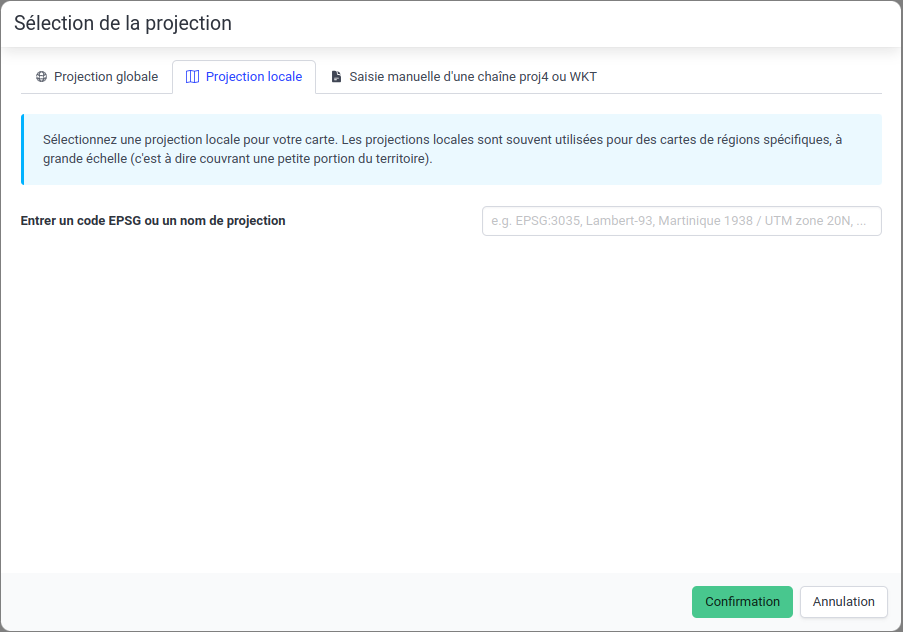 Sélection de la projection
Projection globale
Projection locale
Saisie manuelle d'une chaîne proj4 ou WKT
Sélectionnez une projection locale pour votre carte. Les projections locales sont souvent utilisées pour des cartes de régions spécifiques, à
grande échelle (c'est à dire couvrant une petite portion du territoire).
Entrer un code EPSG ou un nom de projection
e.g. EPSG:3035, Lambert-93, Martinique 1938 / UTM zone 20N, ...
Confirmation
Annulation